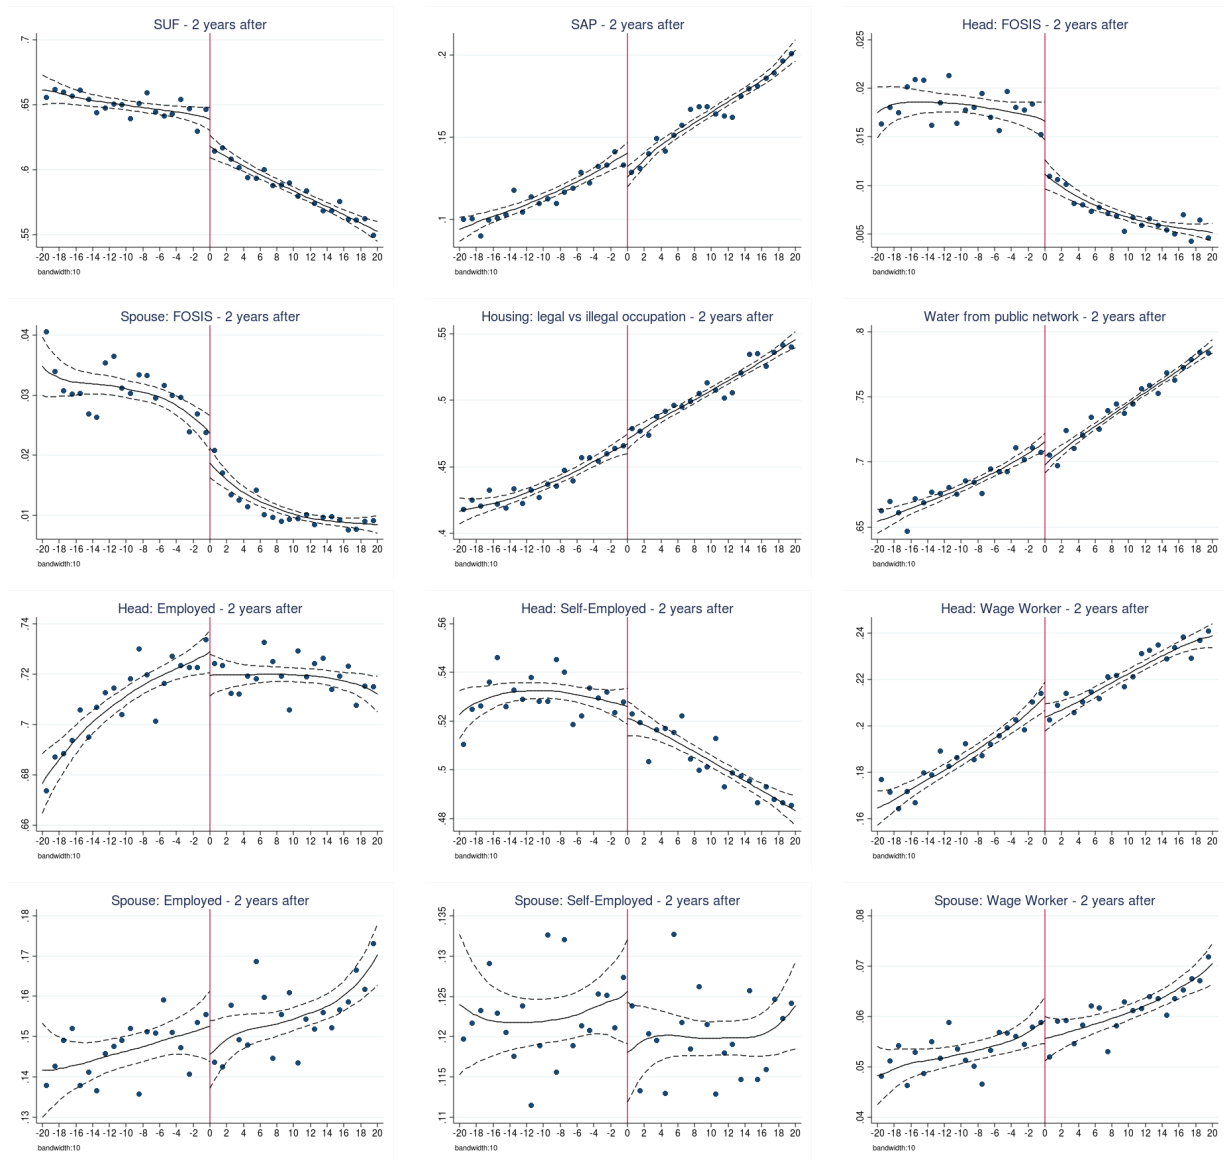 SUF - 2 years after
.7
.65
.6
.55
-20 -18 -16 -14 -12 -10 -8 -6 -4 -2 0 2 4 6 8 10 12 14 16 18 20
bandwidth:10
SAP - 2 years after
.2
.15
.1
-20 -18 -16 -14 -12 -10 -8 -6 -4 -2 0 2 4 6 8 10 12 14 16 18 20
bandwidth:10
Head: FOSIS - 2 years after
.025
.020
.015
.01
.005
-20 -18 -16 -14 -12 -10 -8 -6 -4 -2 0 2 4 6 8 10 12 14 16 18 20
bandwidth:10
Spouse: FOSIS - 2 years after
.04
.03
.02
.01
-20 -18 -16 -14 -12 -10 -8 -6 -4 -2 0 2 4 6 8 10 12 14 16 18 20
bandwidth:10
Housing: legal vs illegal occupation - 2 years after
.55
.5
.45
.4
-20 -18 -16 -14 -12 -10 -8 -6 -4 -2 0 2 4 6 8 10 12 14 16 18 20
bandwidth:10
Water from public network - 2 years after
.8
.75
.7
.65
-20 -18 -16 -14 -12 -10 -8 -6 -4 -2 0 2 4 6 8 10 12 14 16 18 20
bandwidth:10
Head: Employed - 2 years after
.74
.72
.7
.68
.66
-20 -18 -16 -14 -12 -10 -8 -6 -4 -2 0 2 4 6 8 10 12 14 16 18 20
bandwidth:10
Head: Self-Employed - 2 years after
.56
.54
.52
.5
.48
-20 -18 -16 -14 -12 -10 -8 -6 -4 -2 0 2 4 6 8 10 12 14 16 18 20
bandwidth:10
Head: Wage Worker - 2 years after
.24
.22
.2
.18
.16
-20 -18 -16 -14 -12 -10 -8 -6 -4 -2 0 2 4 6 8 10 12 14 16 18 20
bandwidth:10
Spouse: Employed - 2 years after
.18
.17
.16
.15
.14
.13
-20 -18 -16 -14 -12 -10 -8 -6 -4 -2 0 2 4 6 8 10 12 14 16 18 20
bandwidth:10
Spouse: Self-Employed - 2 years after
.135
.13
.125
.12
.115
.11
-20 -18 -16 -14 -12 -10 -8 -6 -4 -2 0 2 4 6 8 10 12 14 16 18 20
bandwidth:10
Spouse: Wage Worker - 2 years after
.08
.07
.06
.05
.04
-20 -18 -16 -14 -12 -10 -8 -6 -4 -2 0 2 4 6 8 10 12 14 16 18 20
bandwidth:10